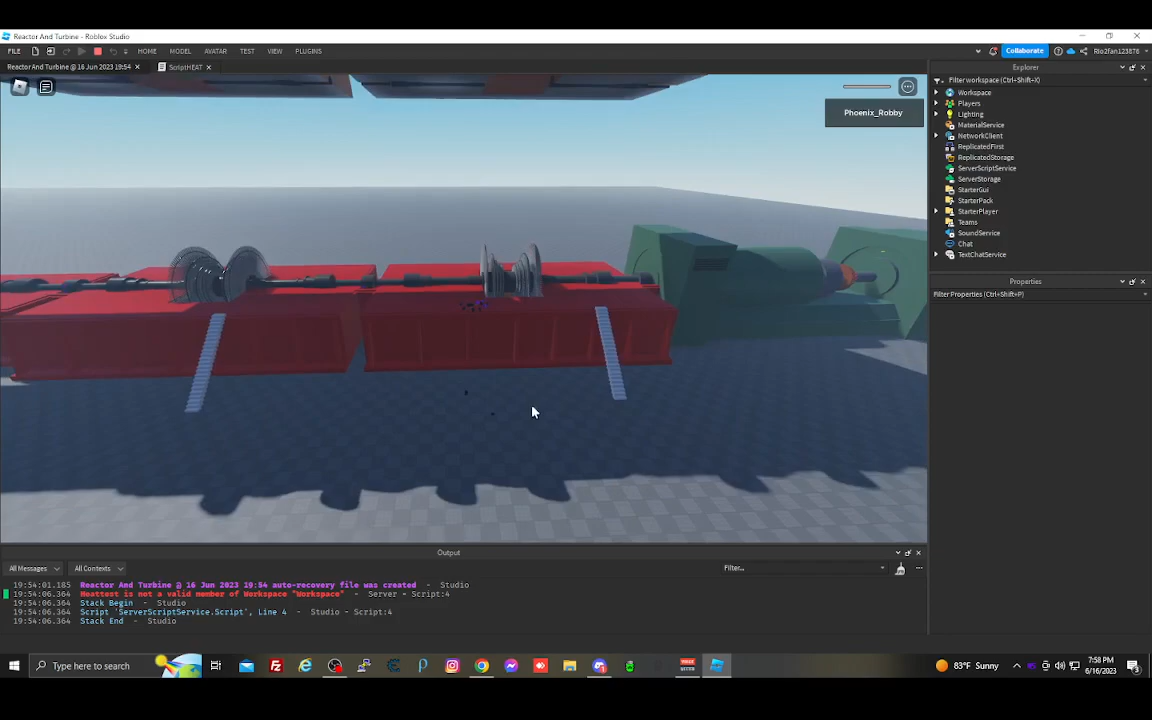 Reactor And Turbine - Roblox Studio
FILE HOME MODEL AVATAR TEST VIEW PLUGINS Collaborate Rio2fan123876
Reactor And Turbine @ 16 Jun 2023 19:54 × ScriptHEAT ×
Phoenix_Robby
Explorer
Filter workspace (Ctrl+Shift+X)
Workspace
Players
Lighting
MaterialService
NetworkClient
ReplicatedFirst
ReplicatedStorage
ServerScriptService
ServerStorage
StarterGui
StarterPack
StarterPlayer
Teams
SoundService
Chat
TextChatService
Properties
Filter Properties (Ctrl+Shift+P)
Output
All Messages All Contexts Filter...
19:54:01.185 Reactor And Turbine @ 16 Jun 2023 19:54 auto-recovery file was created - Studio
19:54:06.364 Heattest is not a valid member of Workspace "Workspace" - Server - Script:4
19:54:06.364 Stack Begin - Studio
19:54:06.364 Script 'ServerScriptService.Script', Line 4 - Studio - Script:4
19:54:06.364 Stack End - Studio
Type here to search
83°F Sunny
7:58 PM
6/16/2023
3